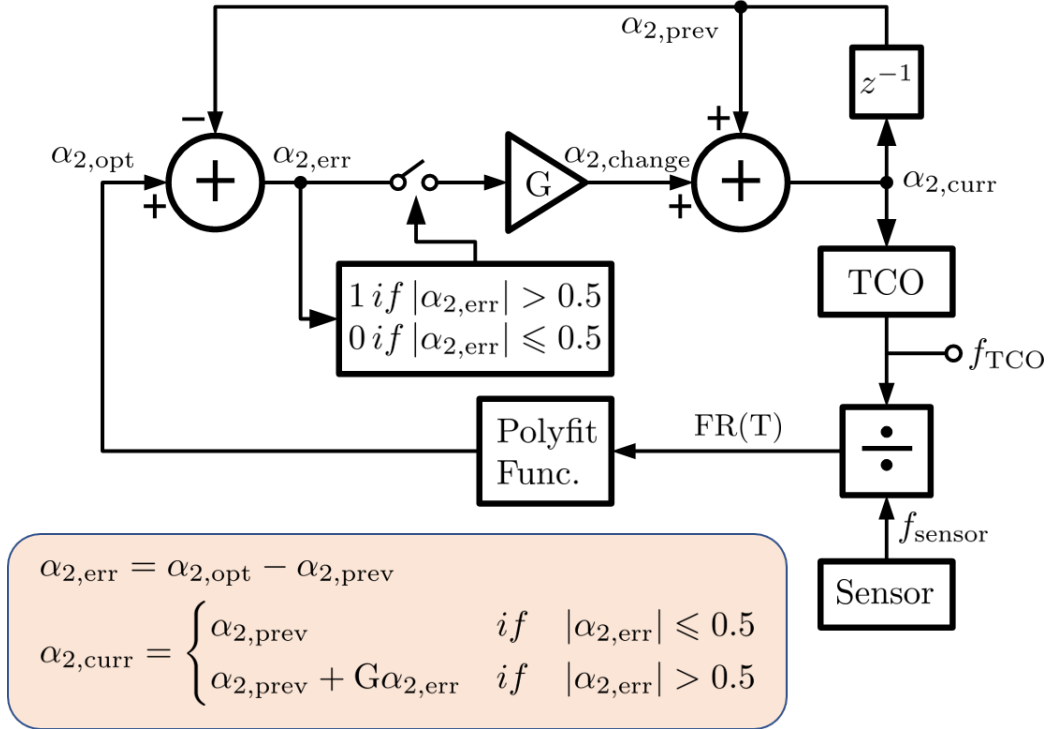 α₂,prev
z⁻¹
−
+
α₂,opt
+
+
α₂,err
G
α₂,change
+
+
α₂,curr
1 if |α₂,err| > 0.5
0 if |α₂,err| ⩽ 0.5
TCO
f_TCO
Polyfit
Func.
FR(T)
÷
f_sensor
Sensor
α₂,err = α₂,opt − α₂,prev
α₂,curr = { α₂,prev if |α₂,err| ⩽ 0.5
α₂,prev + Gα₂,err if |α₂,err| > 0.5